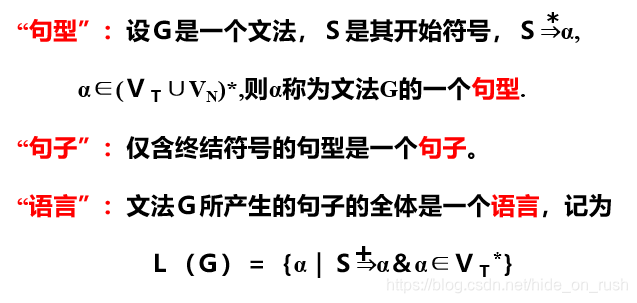 “句型”：设G是一个文法，S是其开始符号，S ⇒* α,
α∈(V_T∪V_N)*,则α称为文法G的一个句型.
“句子”：仅含终结符号的句型是一个句子。
“语言”：文法G所产生的句子的全体是一个语言，记为
L（G）＝｛α｜S ⇒+ α＆α∈V_T*｝
https://blog.csdn.net/hide_on_rush